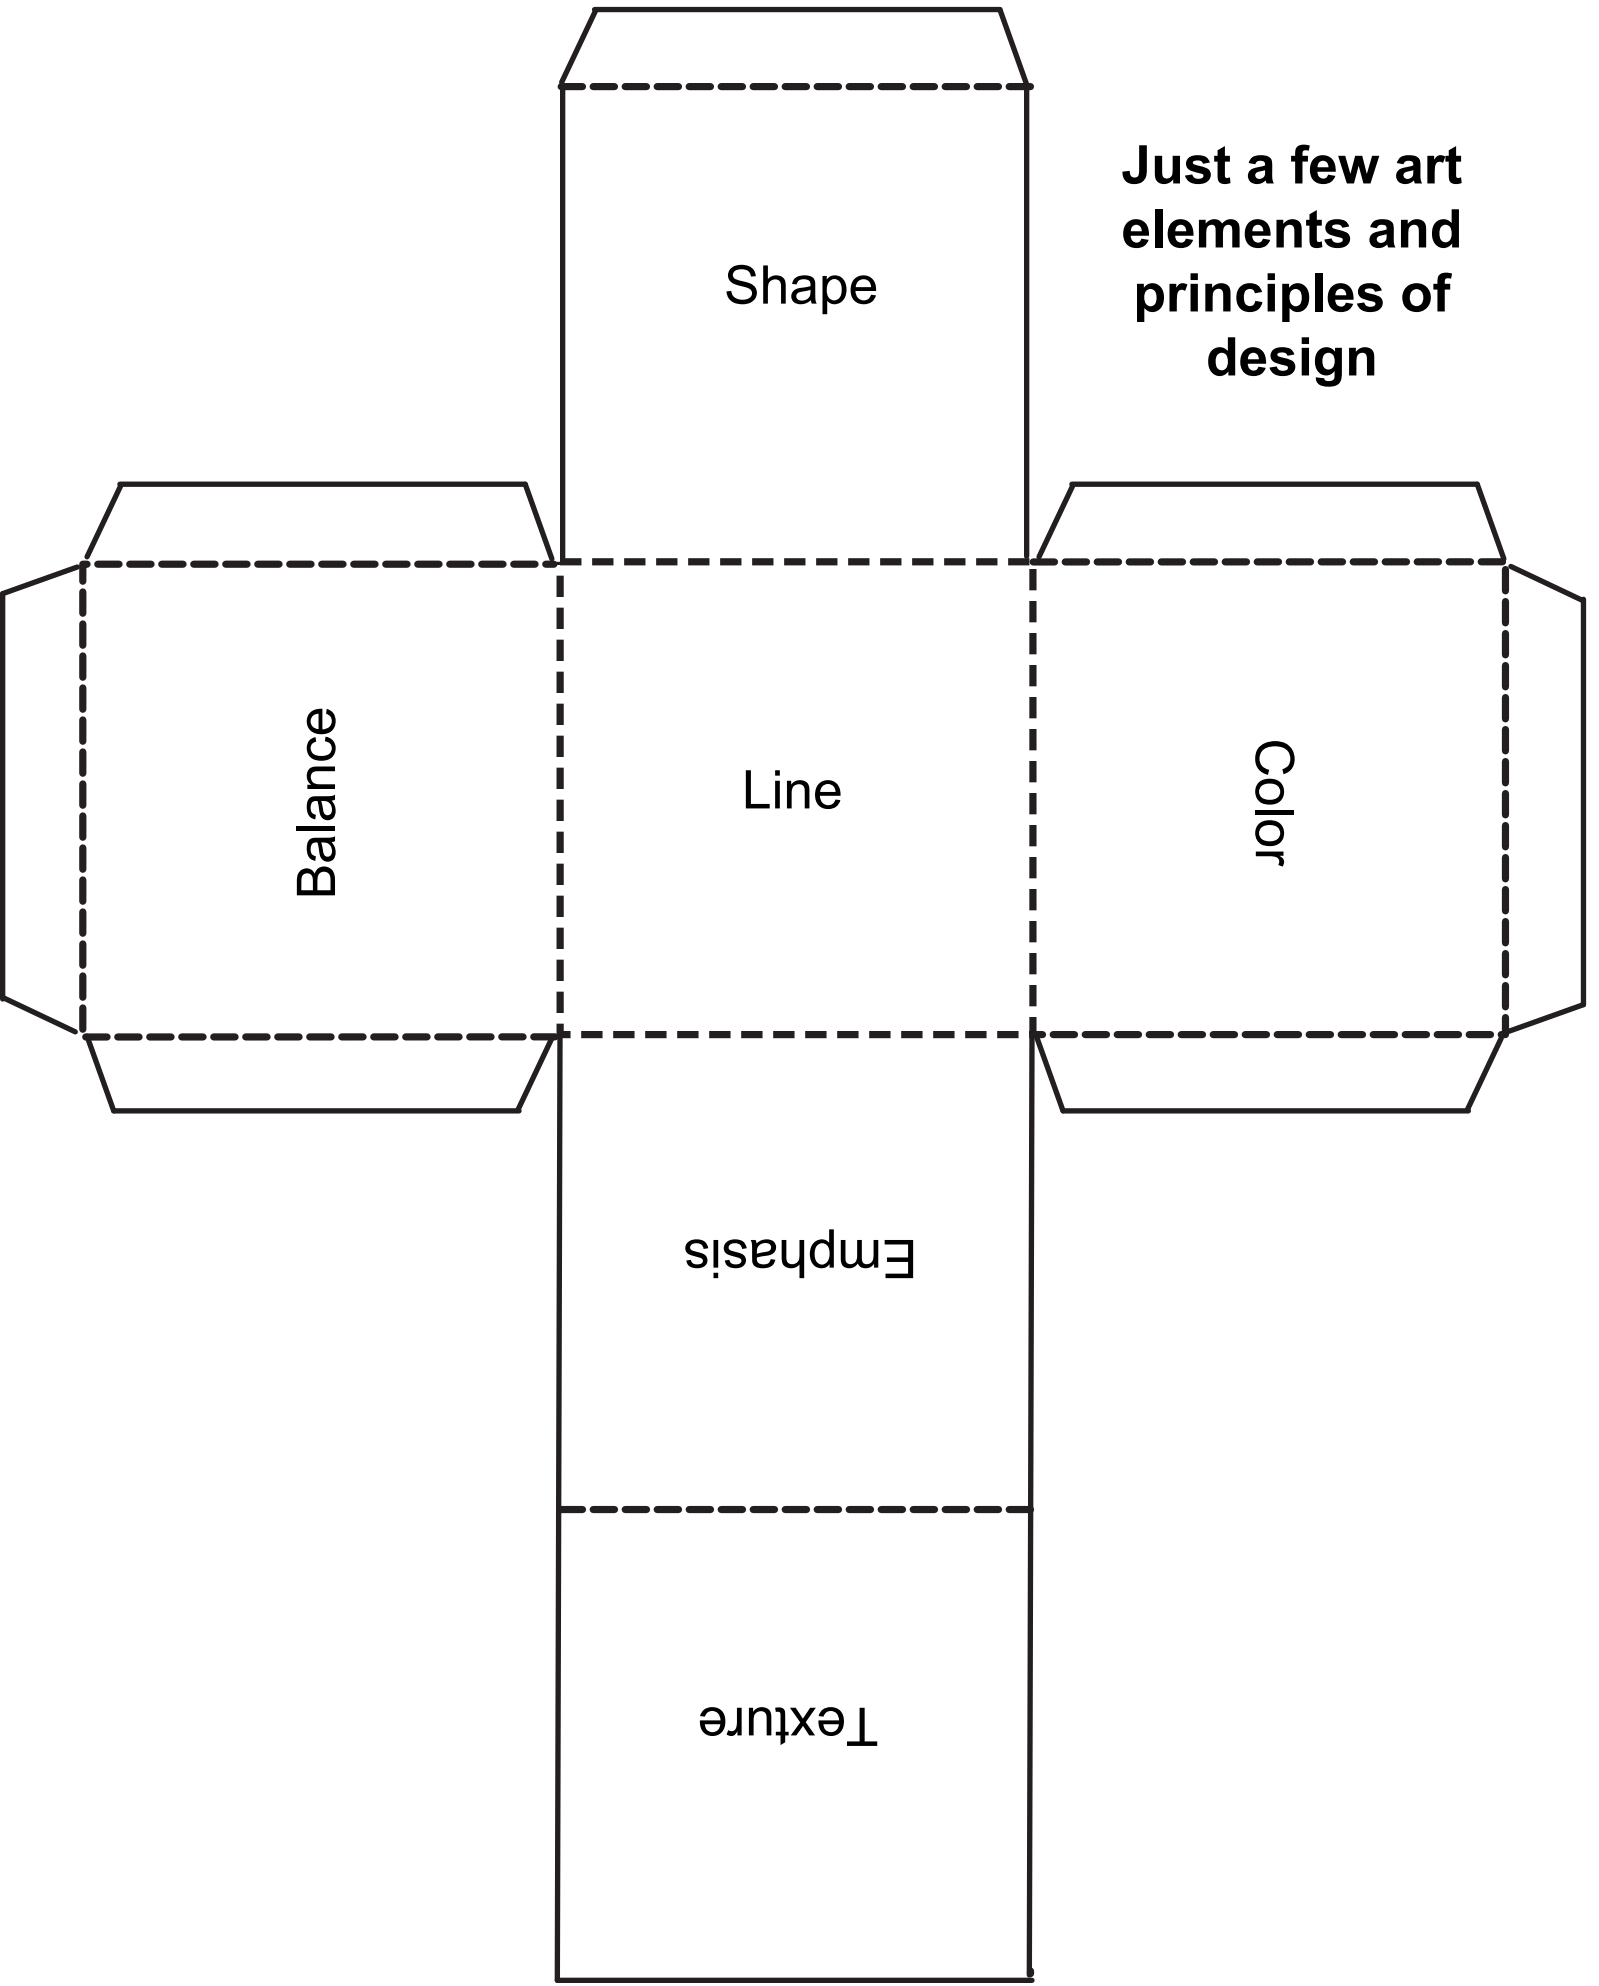 Just a few art
elements and
principles of
design
Shape
Balance
Line
Color
Emphasis
Texture